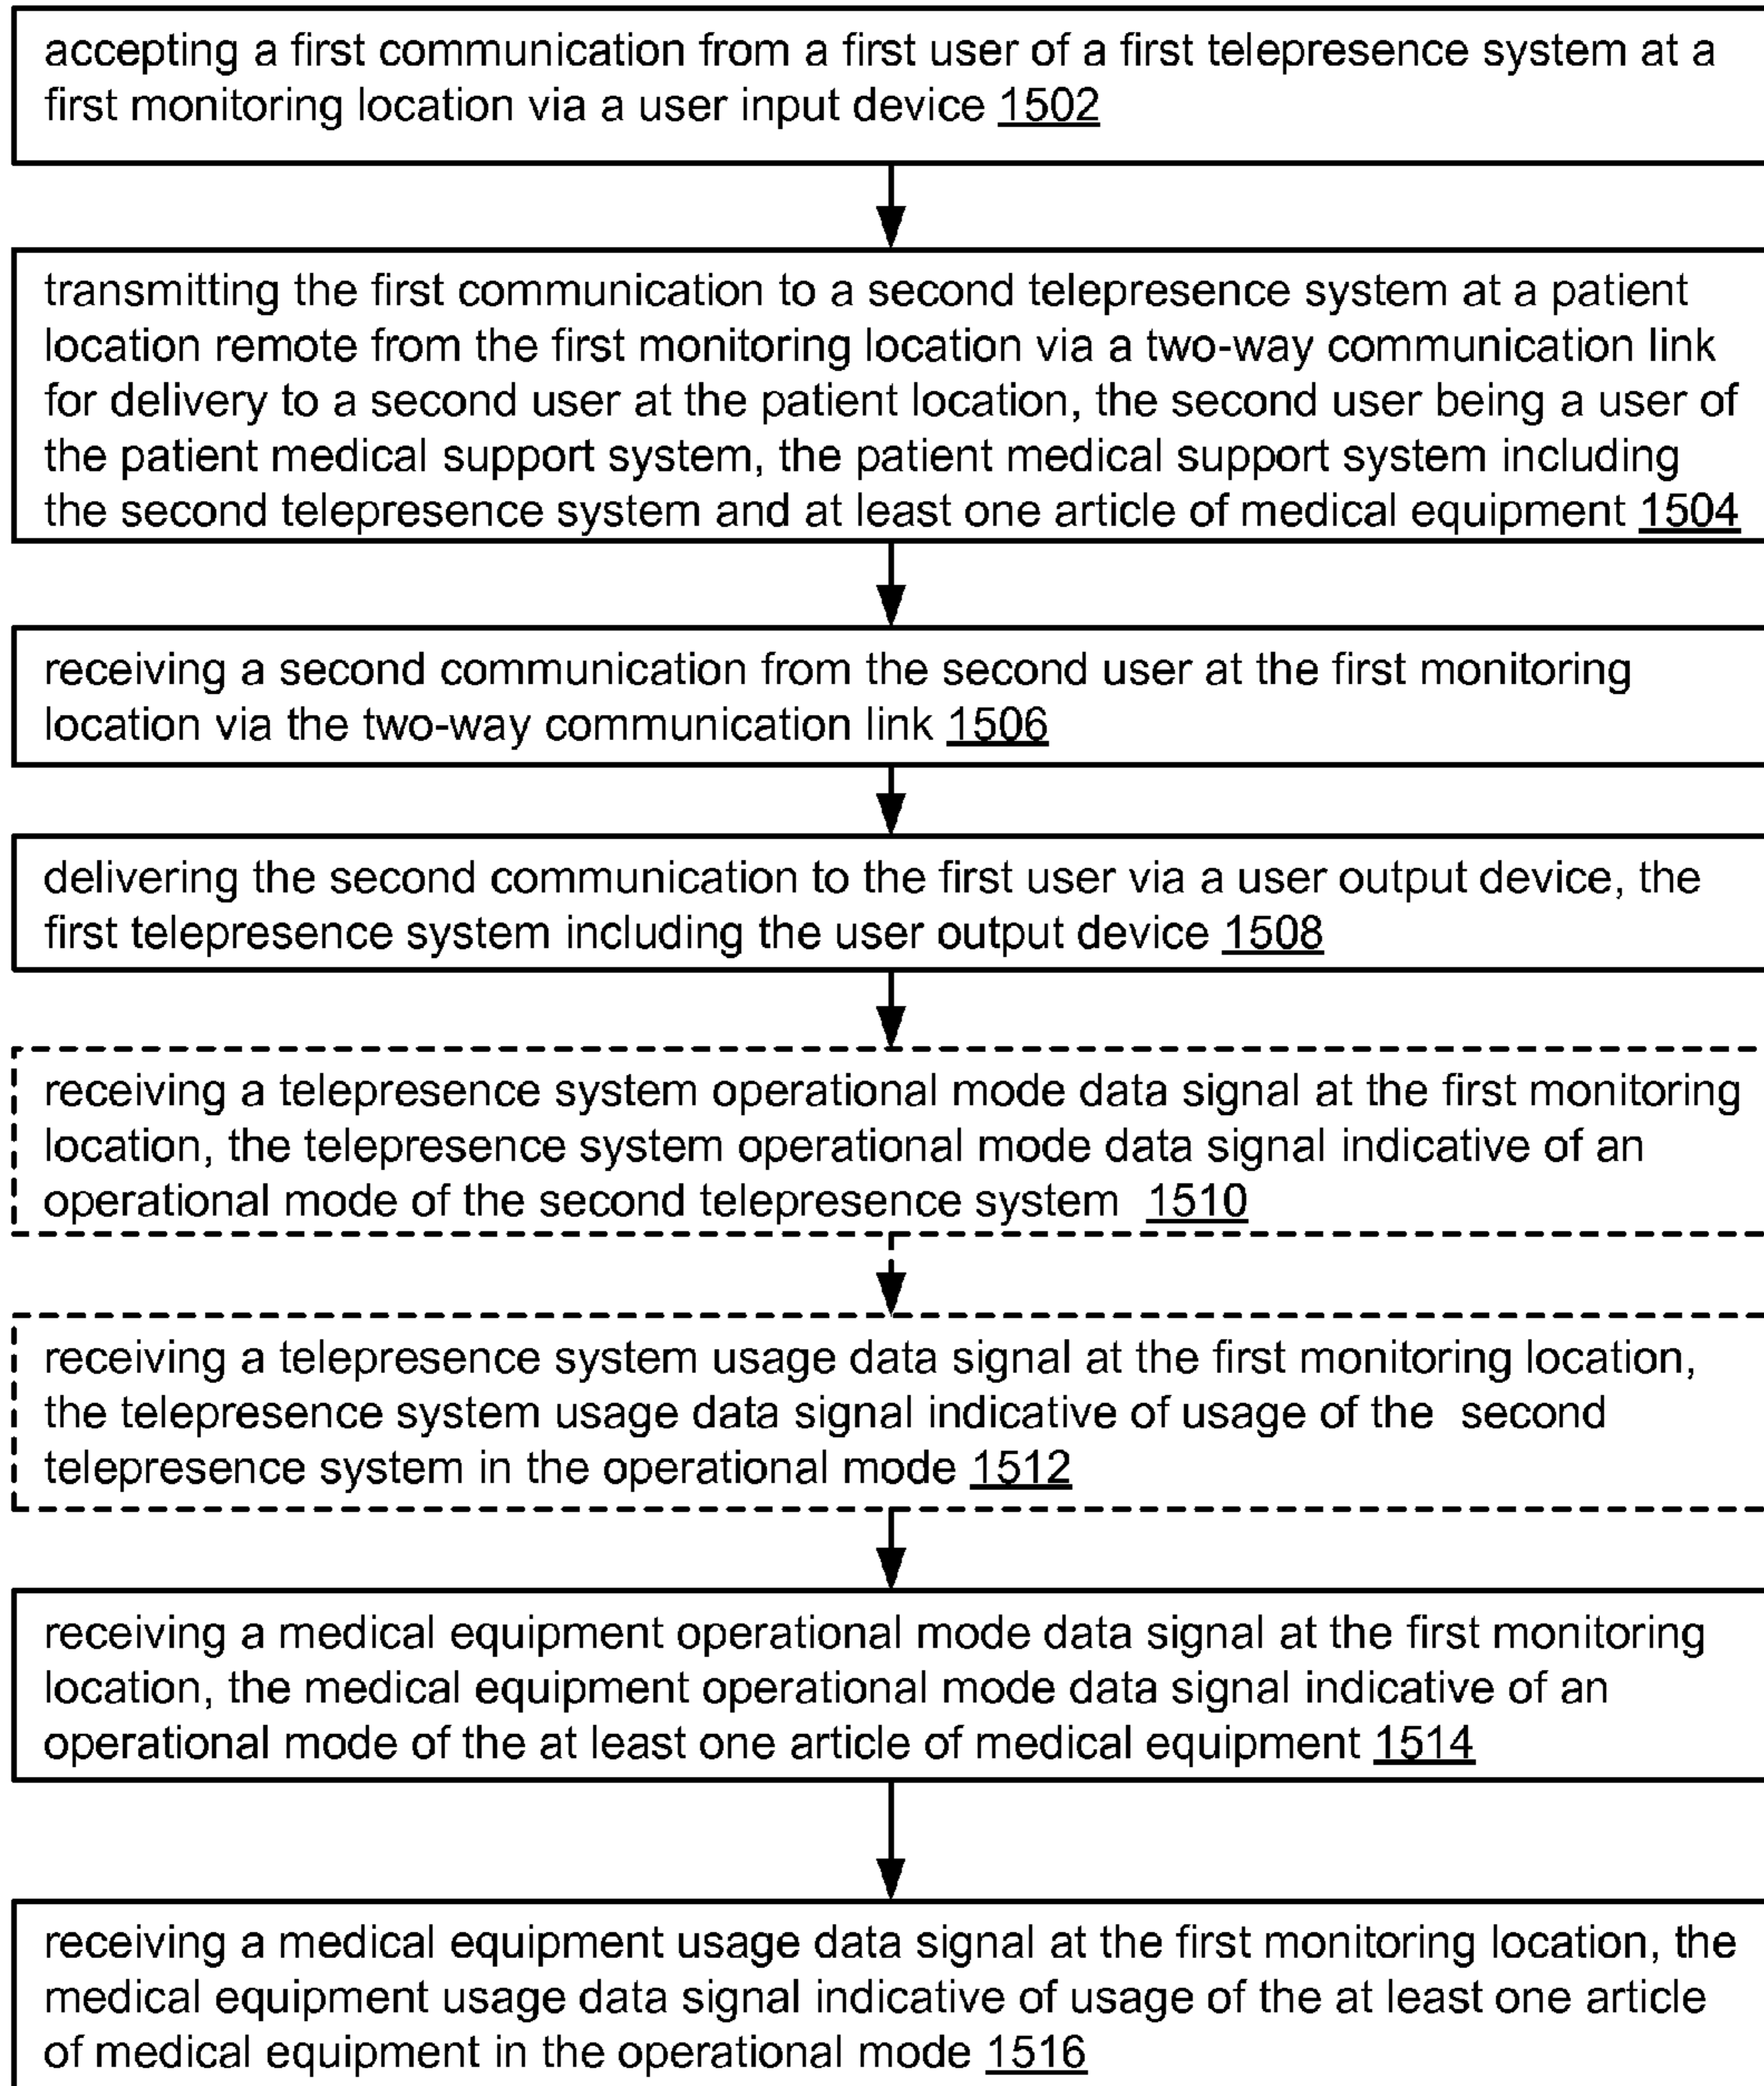 accepting a first communication from a first user of a first telepresence system at a
first monitoring location via a user input device 1502
transmitting the first communication to a second telepresence system at a patient
location remote from the first monitoring location via a two-way communication link
for delivery to a second user at the patient location, the second user being a user of
the patient medical support system, the patient medical support system including
the second telepresence system and at least one article of medical equipment 1504
receiving a second communication from the second user at the first monitoring
location via the two-way communication link 1506
delivering the second communication to the first user via a user output device, the
first telepresence system including the user output device 1508
receiving a telepresence system operational mode data signal at the first monitoring
location, the telepresence system operational mode data signal indicative of an
operational mode of the second telepresence system 1510
receiving a telepresence system usage data signal at the first monitoring location,
the telepresence system usage data signal indicative of usage of the second
telepresence system in the operational mode 1512
receiving a medical equipment operational mode data signal at the first monitoring
location, the medical equipment operational mode data signal indicative of an
operational mode of the at least one article of medical equipment 1514
receiving a medical equipment usage data signal at the first monitoring location, the
medical equipment usage data signal indicative of usage of the at least one article
of medical equipment in the operational mode 1516